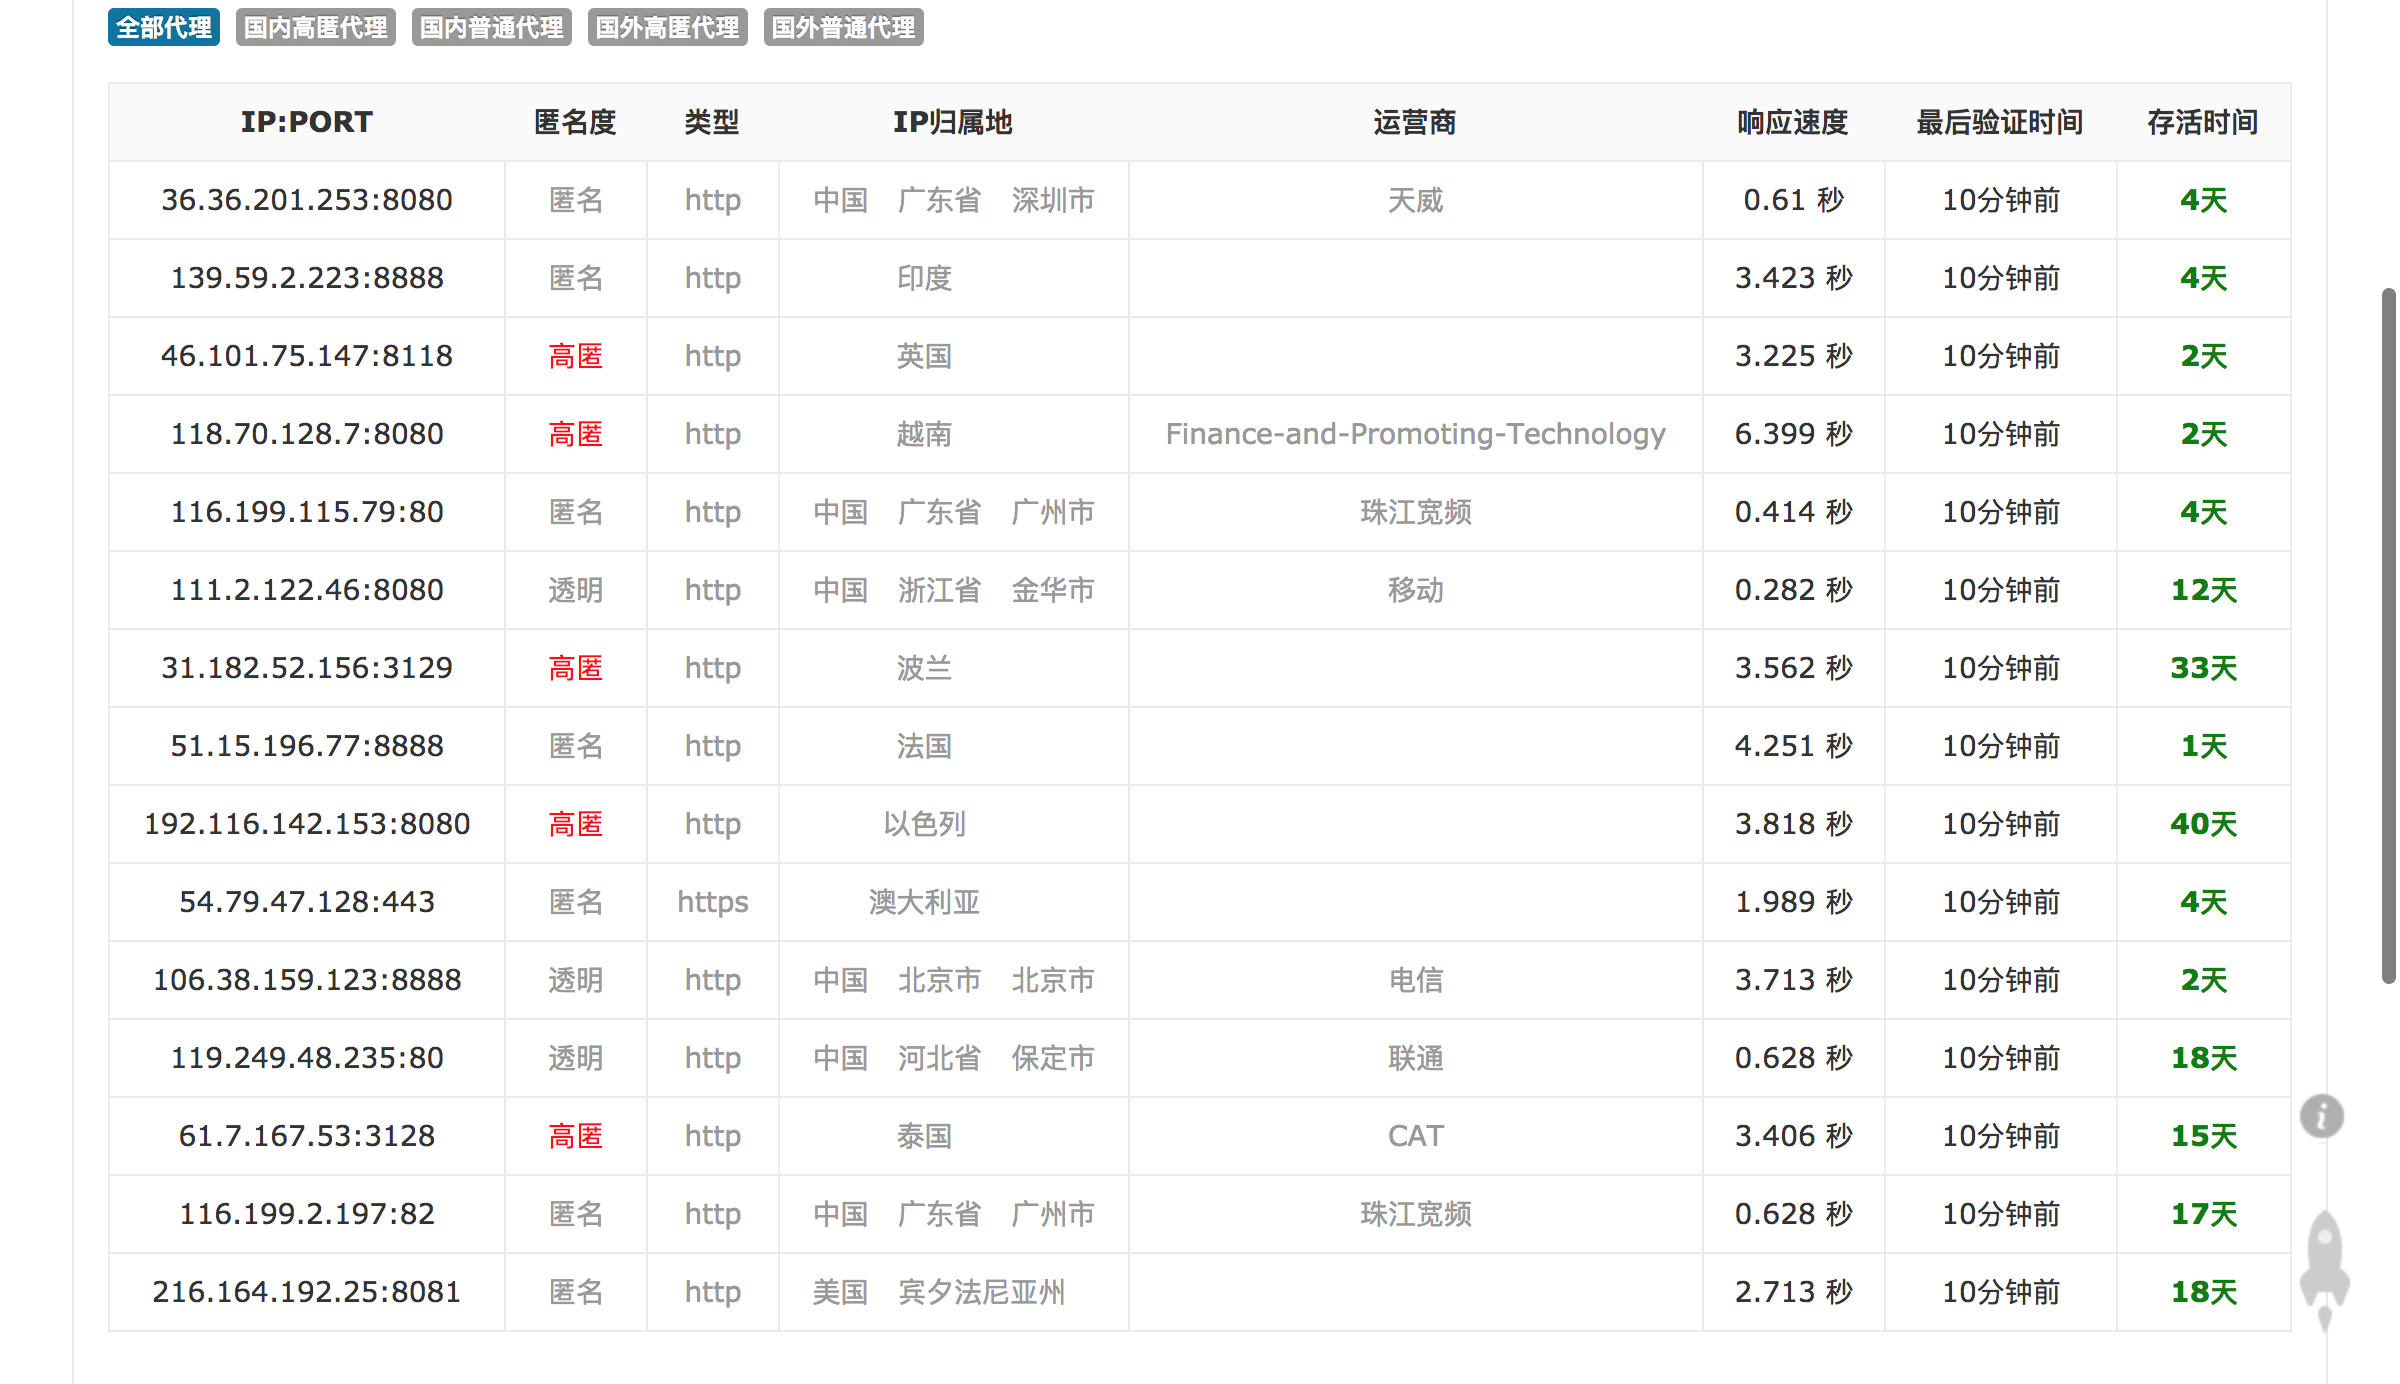 全部代理 国内高匿代理 国内普通代理 国外高匿代理 国外普通代理
IP:PORT 匿名度 类型 IP归属地 运营商 响应速度 最后验证时间 存活时间
36.36.201.253:8080 匿名 http 中国 广东省 深圳市 天威 0.61 秒 10分钟前 4天
139.59.2.223:8888 匿名 http 印度 3.423 秒 10分钟前 4天
46.101.75.147:8118 高匿 http 英国 3.225 秒 10分钟前 2天
118.70.128.7:8080 高匿 http 越南 Finance-and-Promoting-Technology 6.399 秒 10分钟前 2天
116.199.115.79:80 匿名 http 中国 广东省 广州市 珠江宽频 0.414 秒 10分钟前 4天
111.2.122.46:8080 透明 http 中国 浙江省 金华市 移动 0.282 秒 10分钟前 12天
31.182.52.156:3129 高匿 http 波兰 3.562 秒 10分钟前 33天
51.15.196.77:8888 匿名 http 法国 4.251 秒 10分钟前 1天
192.116.142.153:8080 高匿 http 以色列 3.818 秒 10分钟前 40天
54.79.47.128:443 匿名 https 澳大利亚 1.989 秒 10分钟前 4天
106.38.159.123:8888 透明 http 中国 北京市 北京市 电信 3.713 秒 10分钟前 2天
119.249.48.235:80 透明 http 中国 河北省 保定市 联通 0.628 秒 10分钟前 18天
61.7.167.53:3128 高匿 http 泰国 CAT 3.406 秒 10分钟前 15天
116.199.2.197:82 匿名 http 中国 广东省 广州市 珠江宽频 0.628 秒 10分钟前 17天
216.164.192.25:8081 匿名 http 美国 宾夕法尼亚州 2.713 秒 10分钟前 18天